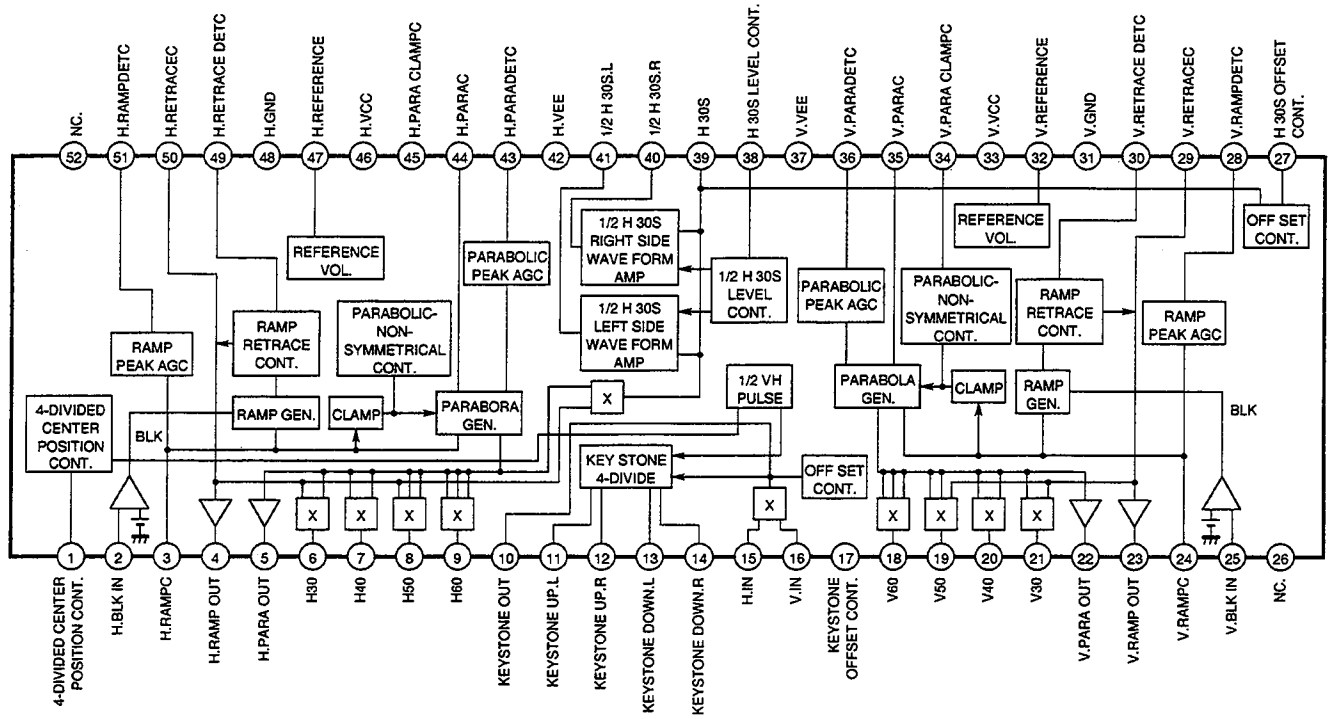 NC.
H.RAMPDETC
H.RETRACEC
H.RETRACE DETC
H.GND
H.REFERENCE
H.VCC
H.PARA CLAMPC
H.PARAC
H.PARADETC
H.VEE
1/2 H 30S.L
1/2 H 30S.R
H 30S
H 30S LEVEL CONT.
V.VEE
V.PARADETC
V.PARAC
V.PARA CLAMPC
V.VCC
V.REFERENCE
V.GND
V.RETRACE DETC
V.RETRACEC
V.RAMPDETC
H 30S OFFSET
CONT.
52 51 50 49 48 47 46 45 44 43 42 41 40 39 38 37 36 35 34 33 32 31 30 29 28 27
REFERENCE
VOL.
PARABOLIC
PEAK AGC
1/2 H 30S
RIGHT SIDE
WAVE FORM
AMP
1/2 H 30S
LEVEL
CONT.
PARABOLIC
PEAK AGC
PARABOLIC-
NON-
SYMMETRICAL
CONT.
REFERENCE
VOL.
OFF SET
CONT.
RAMP
PEAK AGC
RAMP
RETRACE
CONT.
PARABOLIC-
NON-
SYMMETRICAL
CONT.
1/2 H 30S
LEFT SIDE
WAVE FORM
AMP
RAMP
RETRACE
CONT.
RAMP
PEAK AGC
4-DIVIDED
CENTER
POSITION
CONT.
BLK
RAMP GEN.
CLAMP
PARABORA
GEN.
X
1/2 VH
PULSE
PARABOLA
GEN.
CLAMP
RAMP
GEN.
BLK
KEY STONE
4-DIVIDE
OFF SET
CONT.
X
X
X
X
X
X
X
X
X
1 2 3 4 5 6 7 8 9 10 11 12 13 14 15 16 17 18 19 20 21 22 23 24 25 26
4-DIVIDED CENTER
POSITION CONT.
H.BLK IN
H.RAMPC
H.RAMP OUT
H.PARA OUT
H30
H40
H50
H60
KEYSTONE OUT
KEYSTONE UP.L
KEYSTONE UP.R
KEYSTONE DOWN.L
KEYSTONE DOWN.R
H.IN
V.IN
KEYSTONE
OFFSET CONT.
V60
V50
V40
V30
V.PARA OUT
V.RAMP OUT
V.RAMPC
V.BLK IN
NC.